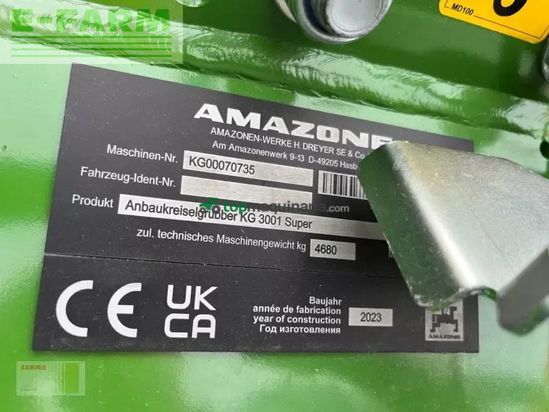 E-FARM
MD100
AMAZONE
AMAZONEN-WERKE H. DREYER SE & Co
Am Amazonenwerk 9-13 D-49205 Hasb
Maschinen-Nr. KG00070735
Fahrzeug-Ident-Nr.
topmaquinaria.com
Produkt Anbaukreiselgrubber KG 3001 Super
zul. technisches Maschinengewicht kg 4680
CE UK CA
Baujahr
année de fabrication
year of construction 2023
Год изготовления
AMAZONE